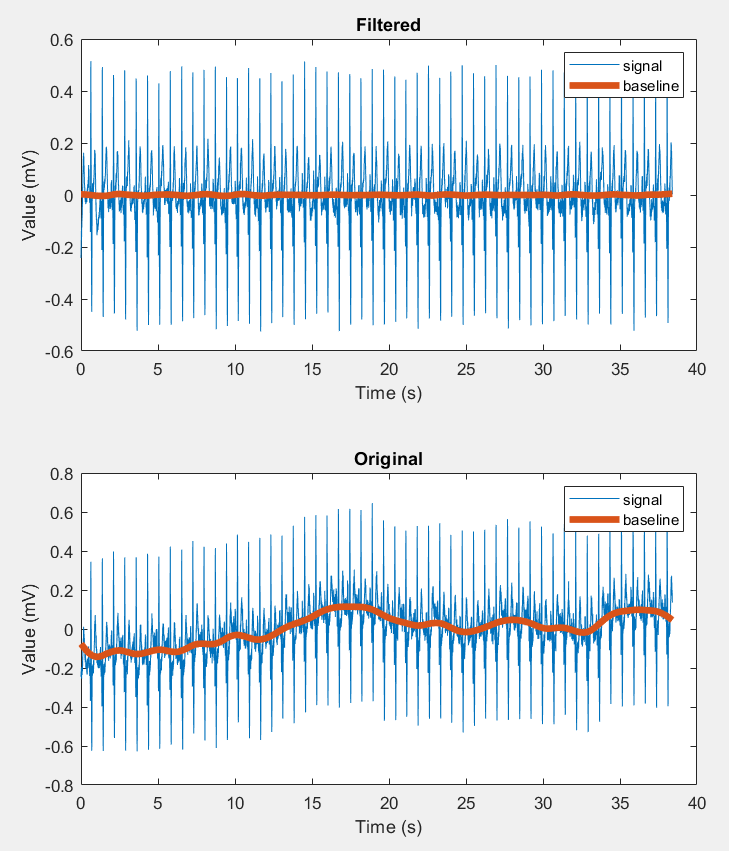 Filtered
0.6
0.4
0.2
0
-0.2
-0.4
-0.6
Value (mV)
signal
baseline
0 5 10 15 20 25 30 35 40
Time (s)
Original
0.8
0.6
0.4
0.2
0
-0.2
-0.4
-0.6
-0.8
Value (mV)
signal
baseline
0 5 10 15 20 25 30 35 40
Time (s)